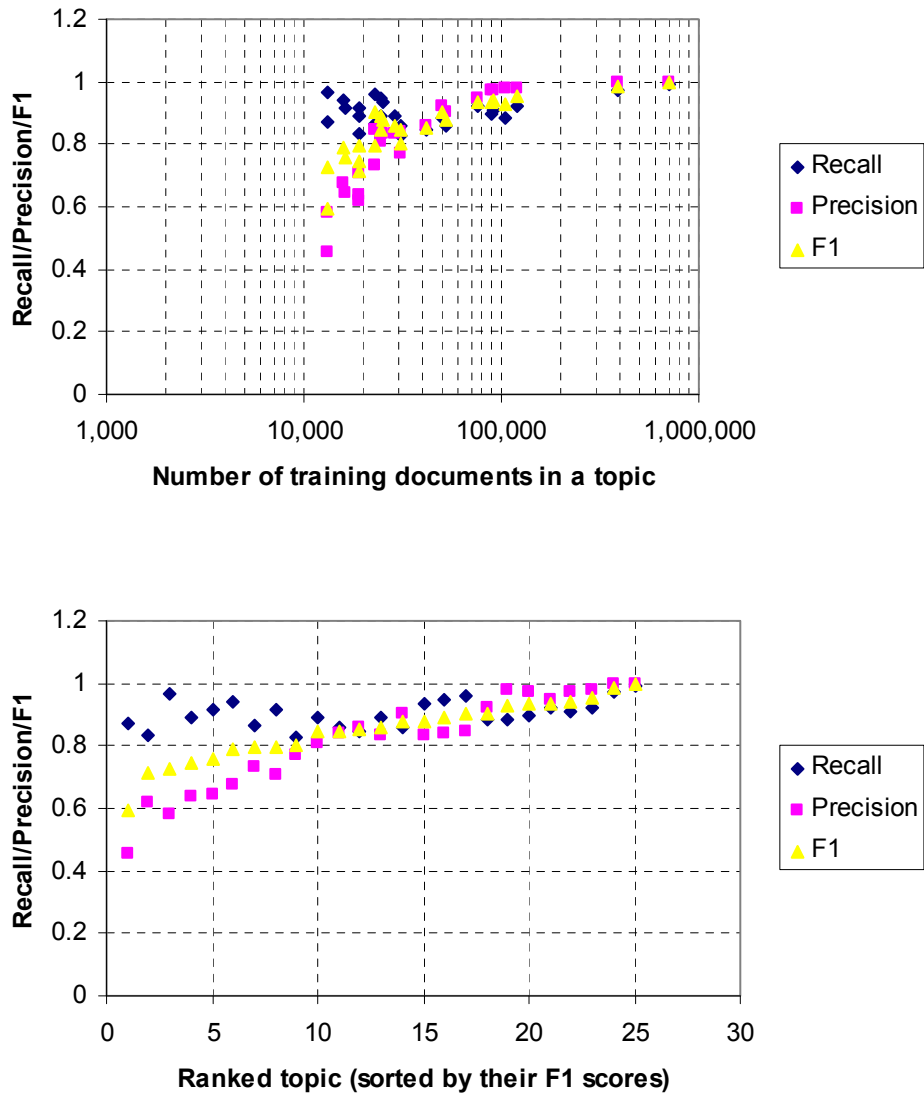 1.2
1
0.8
0.6
0.4
0.2
0
Recall/Precision/F1
1,000 10,000 100,000 1,000,000
Number of training documents in a topic
Recall
Precision
F1
1.2
1
0.8
0.6
0.4
0.2
0
Recall/Precision/F1
0 5 10 15 20 25 30
Ranked topic (sorted by their F1 scores)
Recall
Precision
F1